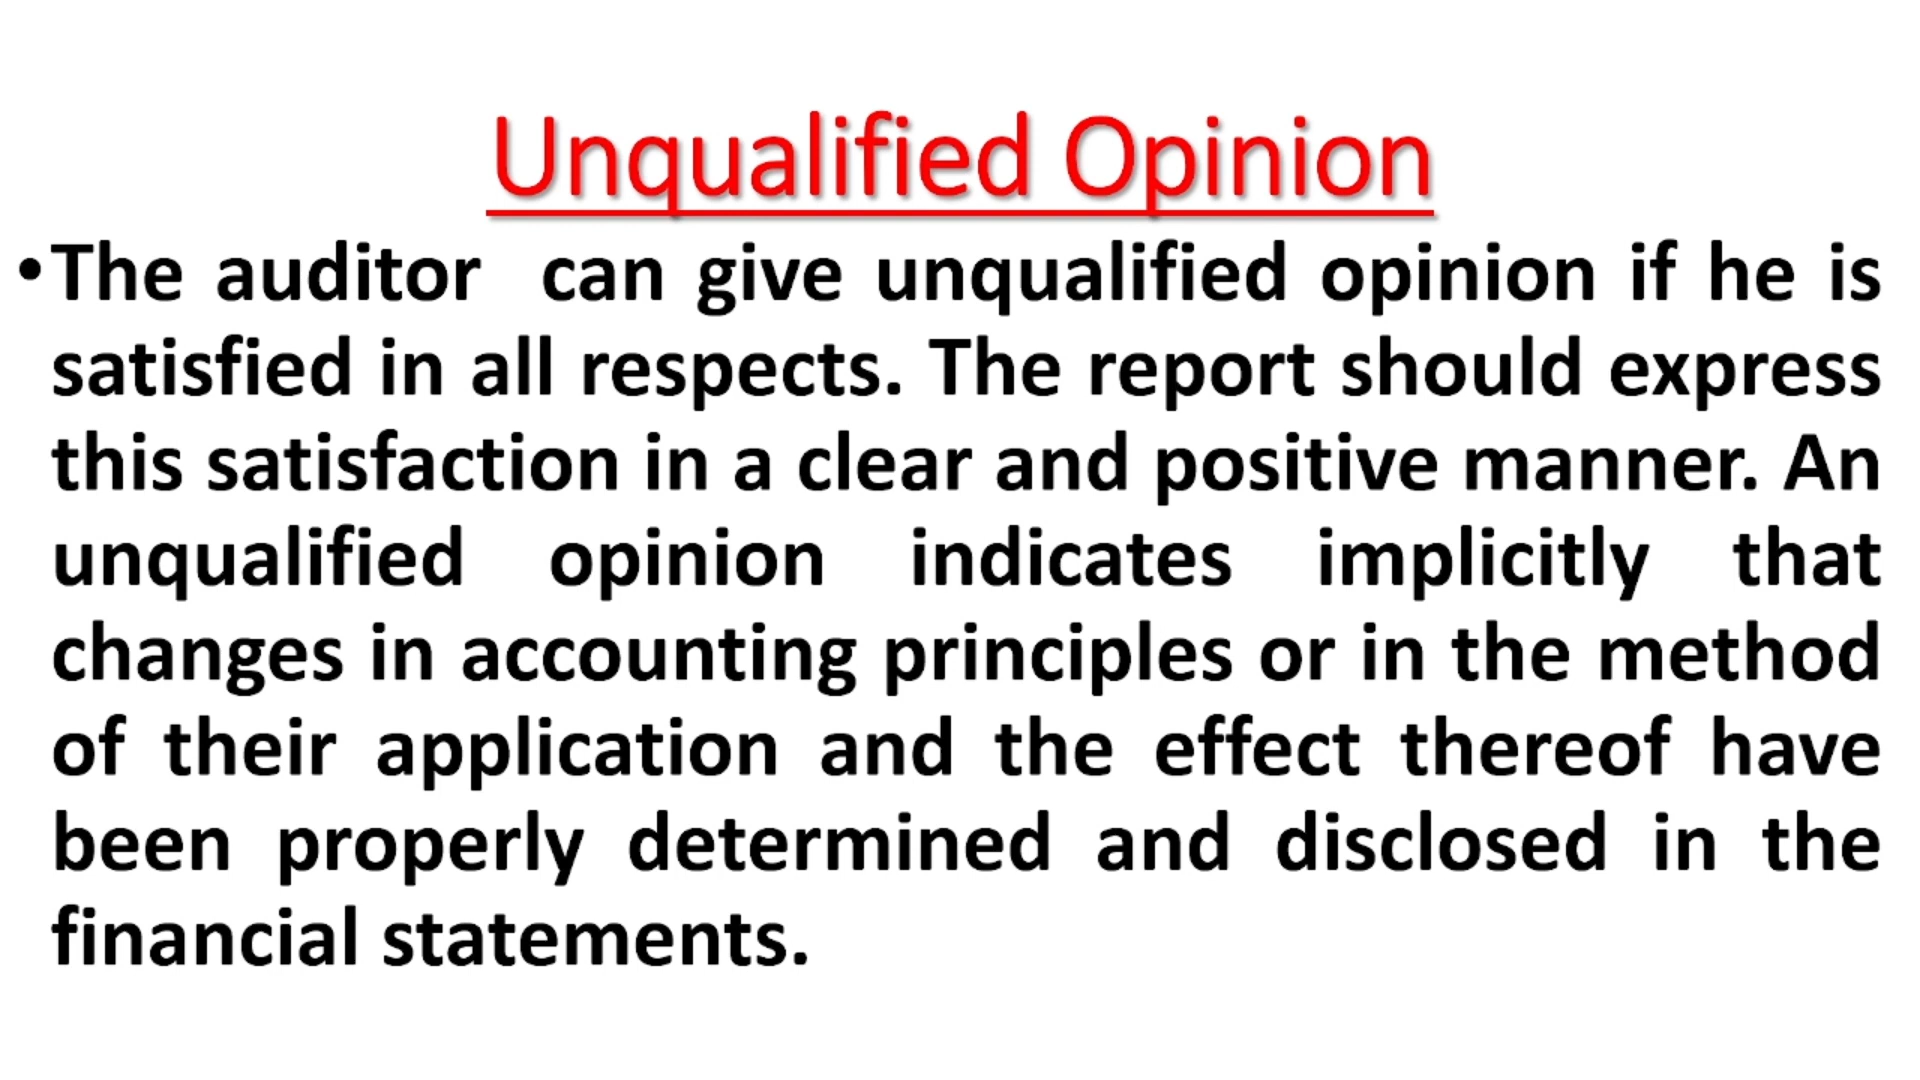 Unqualified Opinion
•The auditor  can give unqualified opinion if he is
satisfied in all respects. The report should express
this satisfaction in a clear and positive manner. An
unqualified opinion indicates implicitly that
changes in accounting principles or in the method
of their application and the effect thereof have
been properly determined and disclosed in the
financial statements.